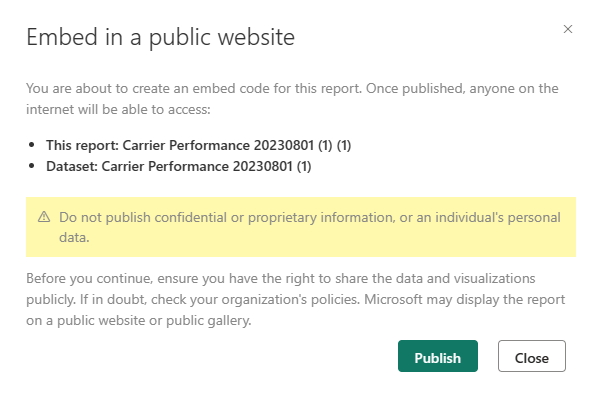 Embed in a public website
You are about to create an embed code for this report. Once published, anyone on the
internet will be able to access:
• This report: Carrier Performance 20230801 (1) (1)
• Dataset: Carrier Performance 20230801 (1)
Do not publish confidential or proprietary information, or an individual's personal
data.
Before you continue, ensure you have the right to share the data and visualizations
publicly. If in doubt, check your organization's policies. Microsoft may display the report
on a public website or public gallery.
Publish Close